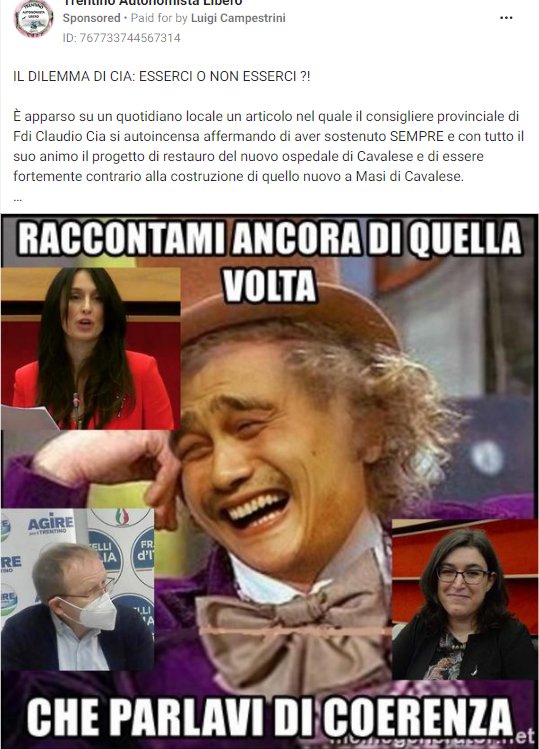 Trentino Autonomista Libero
Sponsored • Paid for by Luigi Campestrini
ID: 767733744567314
IL DILEMMA DI CIA: ESSERCI O NON ESSERCI ?!
È apparso su un quotidiano locale un articolo nel quale il consigliere provinciale di
Fdi Claudio Cia si autoincensa affermando di aver sostenuto SEMPRE e con tutto il
suo animo il progetto di restauro del nuovo ospedale di Cavalese e di essere
fortemente contrario alla costruzione di quello nuovo a Masi di Cavalese.
...
RACCONTAMI ANCORA DI QUELLA
VOLTA
AGIRE
RE
CHE PARLAVI DI COERENZA